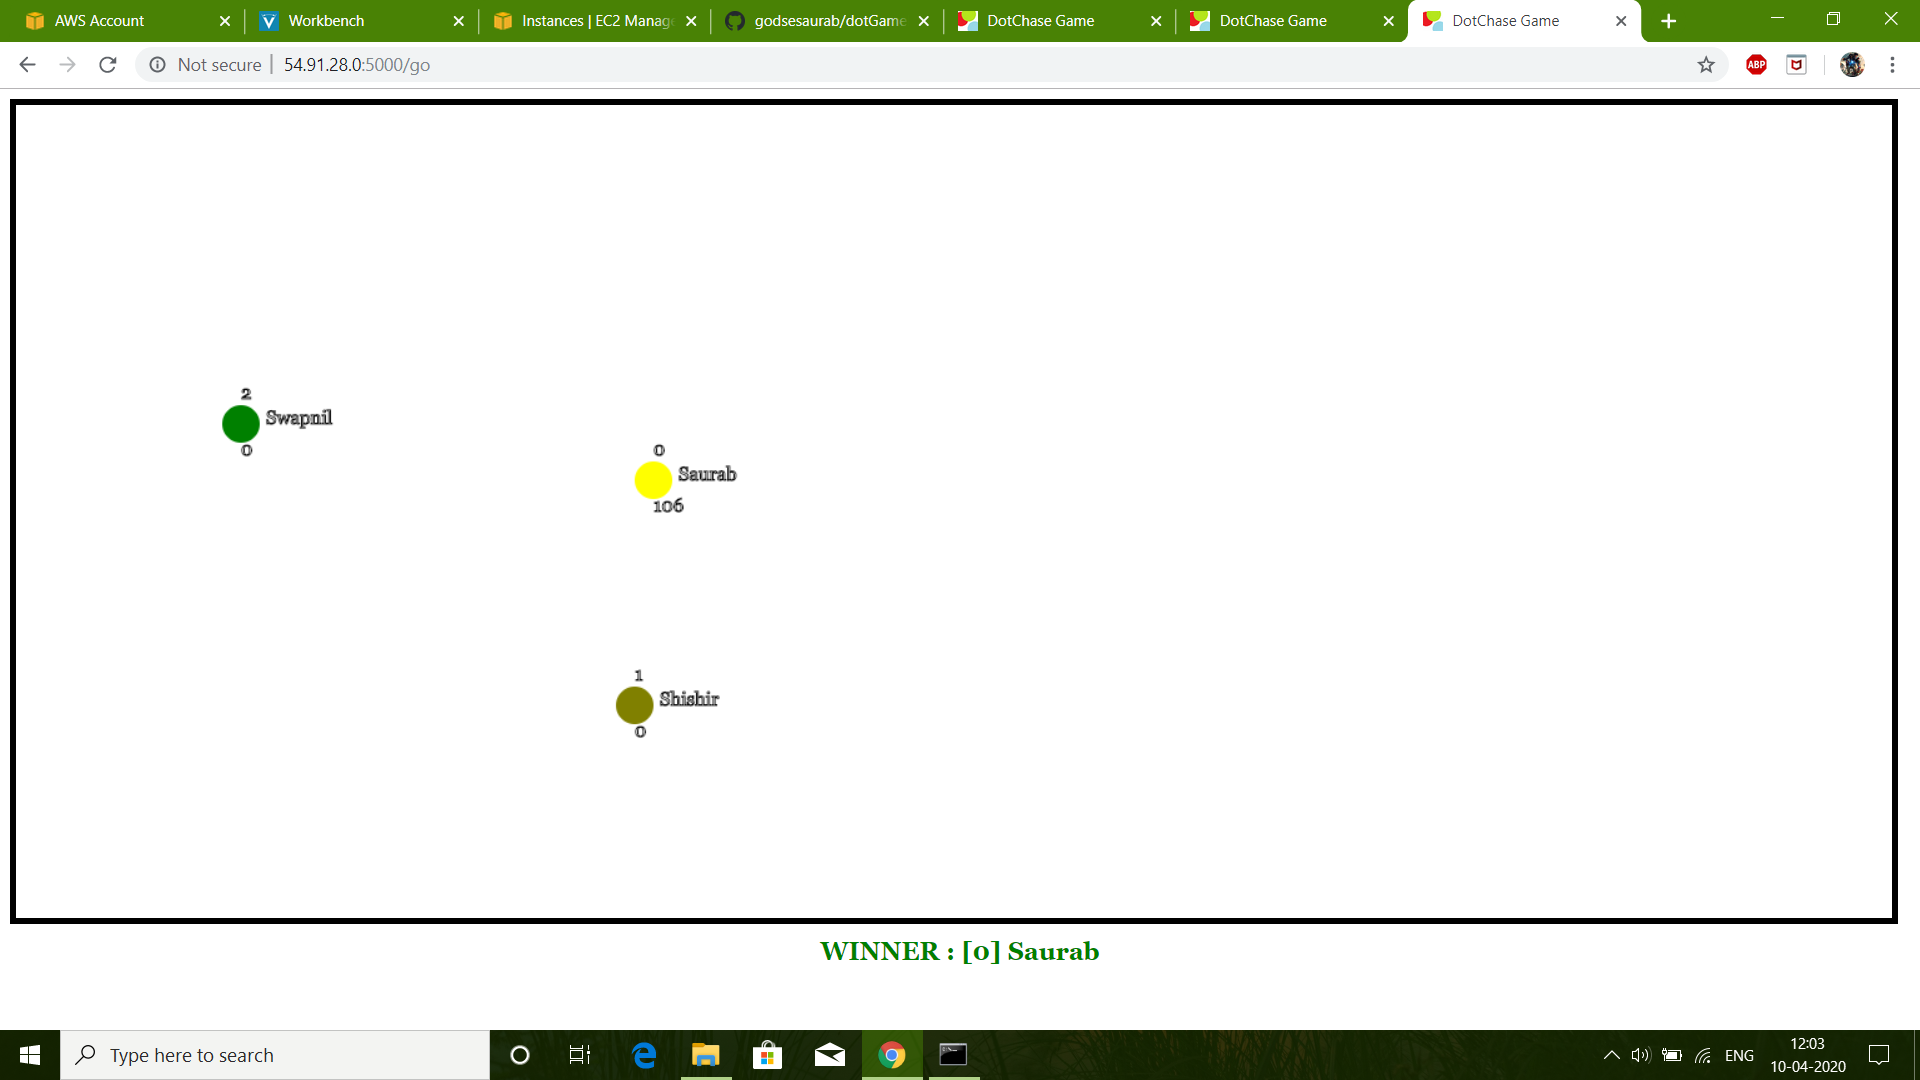 AWS Account
Workbench
Instances | EC2 Manage
godsesaurab/dotGame
DotChase Game
DotChase Game
DotChase Game
Not secure | 54.91.28.0:5000/go
ABP
2
Swapnil
0
0
Saurab
106
1
Shishir
0
WINNER : [0] Saurab
Type here to search
ENG
12:03
10-04-2020